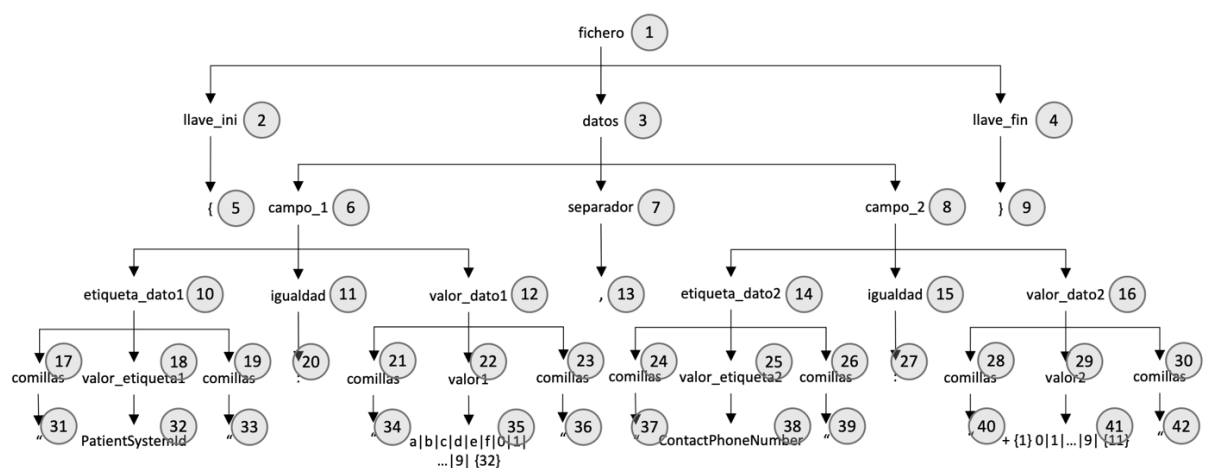 fichero 1
llave_ini 2 datos 3 llave_fin 4
{ 5 campo_1 6 separador 7 campo_2 8 } 9
etiqueta_dato1 10 igualdad 11 valor_dato1 12 , 13 etiqueta_dato2 14 igualdad 15 valor_dato2 16
17 18 19 20 21 22 23 24 25 26 27 28 29 30
comillas valor_etiqueta1 comillas : comillas valor1 comillas comillas valor_etiqueta2 comillas : comillas valor2 comillas
31 32 33 34 35 36 37 38 39 40 41 42
“ PatientSystemId “ “ a|b|c|d|e|f|0|1| “ “ ContactPhoneNumber “ “ + {1} 0|1|...|9| {11} “
...|9| {32}